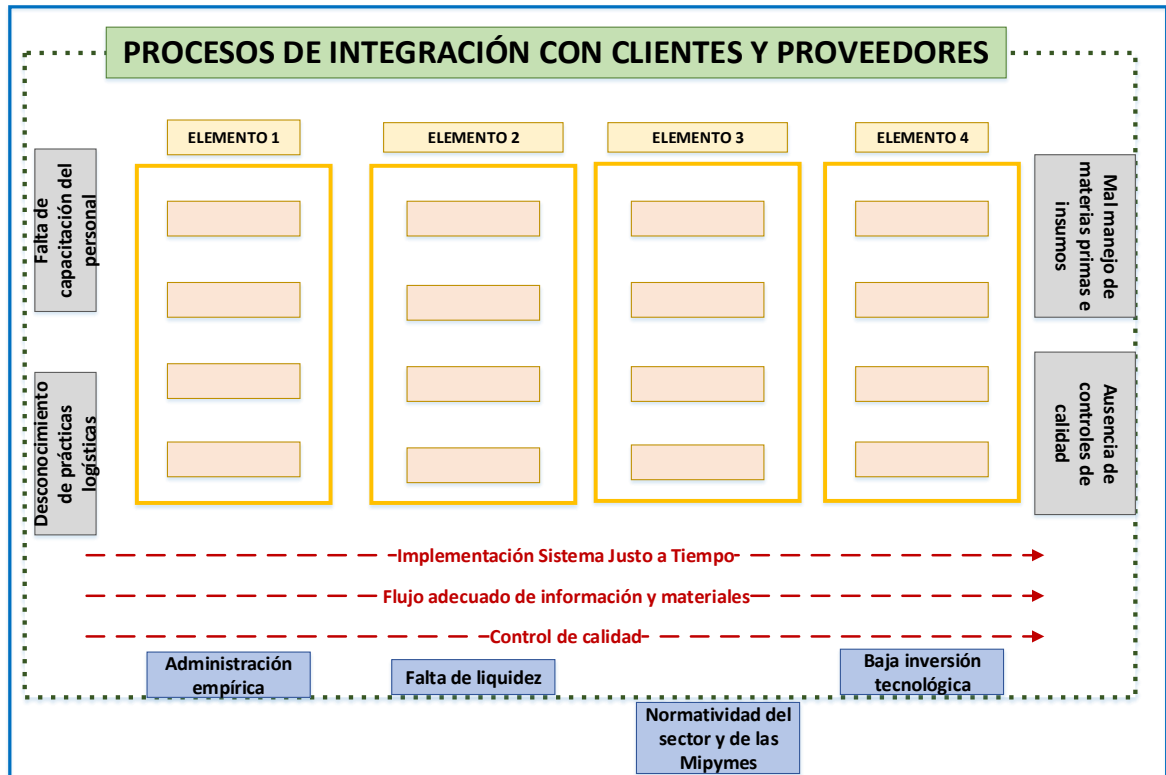 PROCESOS DE INTEGRACIÓN CON CLIENTES Y PROVEEDORES
ELEMENTO 1
ELEMENTO 2
ELEMENTO 3
ELEMENTO 4
Falta de
capacitación del
personal
Desconocimiento
de prácticas
logísticas
Mal manejo de
materias primas e
insumos
Ausencia de
controles de
calidad
Implementación Sistema Justo a Tiempo
Flujo adecuado de información y materiales
Control de calidad
Administración
empírica
Falta de liquidez
Normatividad del
sector y de las
Mipymes
Baja inversión
tecnológica